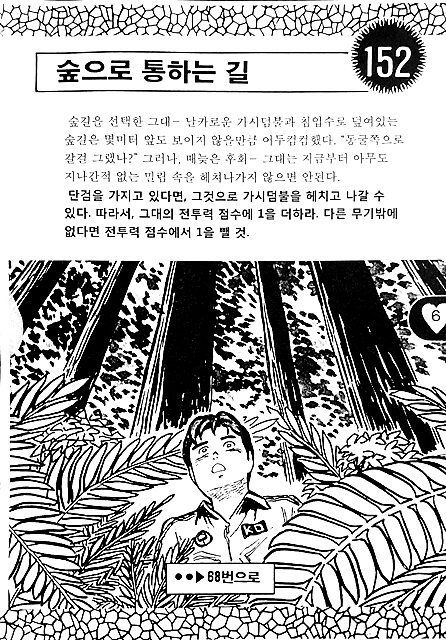 152
숲으로 통하는 길
숲길을 선택한 그대— 난카로운 가시덤불과 침엽수로 덮여있는
숲길은 몇미터 앞도 보이지 않을만큼 어두컴컴했다. “동굴쪽으로
갈걸 그랬나?” 그러나, 때늦은 후회— 그대는 지금부터 아무도
지나간적 없는 밀림 속을 헤쳐나가지 않으면 안된다.
단검을 가지고 있다면, 그것으로 가시덤불을 헤치고 나갈 수
있다. 따라서, 그대의 전투력 점수에 1을 더하라. 다른 무기밖에
없다면 전투력 점수에서 1을 뺄 것.
6
KD
••▶68번으로